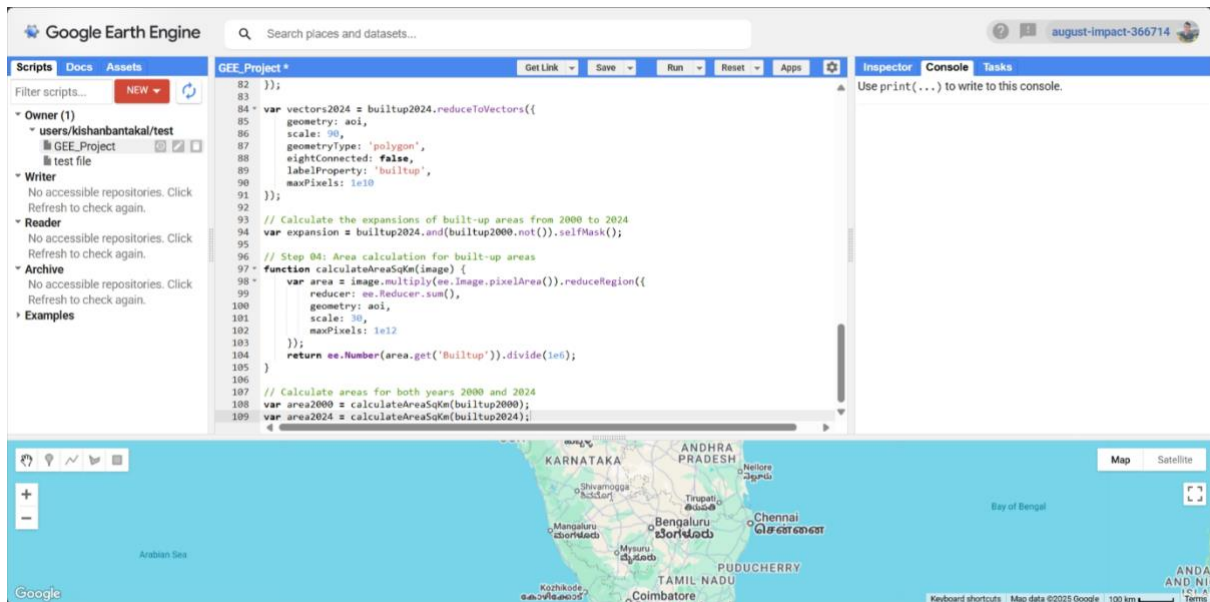 Google Earth Engine
Search places and datasets...
august-impact-366714
Scripts Docs Assets
Filter scripts...
NEW
Owner (1)
users/kishanbantakal/test
GEE_Project
test file
Writer
No accessible repositories. Click
Refresh to check again.
Reader
No accessible repositories. Click
Refresh to check again.
Archive
No accessible repositories. Click
Refresh to check again.
Examples
GEE_Project *
Get Link Save Run Reset Apps
82 });
83
84 var vectors2024 = builtup2024.reduceToVectors({
85 geometry: aoi,
86 scale: 90,
87 geometryType: 'polygon',
88 eightConnected: false,
89 labelProperty: 'builtup',
90 maxPixels: 1e10
91 });
92
93 // Calculate the expansions of built-up areas from 2000 to 2024
94 var expansion = builtup2024.and(builtup2000.not()).selfMask();
95
96 // Step 04: Area calculation for built-up areas
97 function calculateAreaSqKm(image) {
98 var area = image.multiply(ee.Image.pixelArea()).reduceRegion({
99 reducer: ee.Reducer.sum(),
100 geometry: aoi,
101 scale: 30,
102 maxPixels: 1e12
103 });
104 return ee.Number(area.get('Builtup')).divide(1e6);
105 }
106
107 // Calculate areas for both years 2000 and 2024
108 var area2000 = calculateAreaSqKm(builtup2000);
109 var area2024 = calculateAreaSqKm(builtup2024);
Inspector Console Tasks
Use print(...) to write to this console.
Map Satellite
KARNATAKA
ANDHRA
PRADESH
Nellore
Shivamogga
ಶಿವಮೊಗ್ಗ
Tirupati
తిరుపతి
Mangaluru
ಮಂಗಳೂರು
Bengaluru
ಬೆಂಗಳೂರು
Chennai
சென்னை
Mysuru
ಮೈಸೂರು
PUDUCHERRY
TAMIL NADU
Kozhikode
കോഴിക്കോട്
Coimbatore
Arabian Sea
Bay of Bengal
ANDA
AND NI
Google
Keyboard shortcuts Map data ©2025 Google 100 km Terms